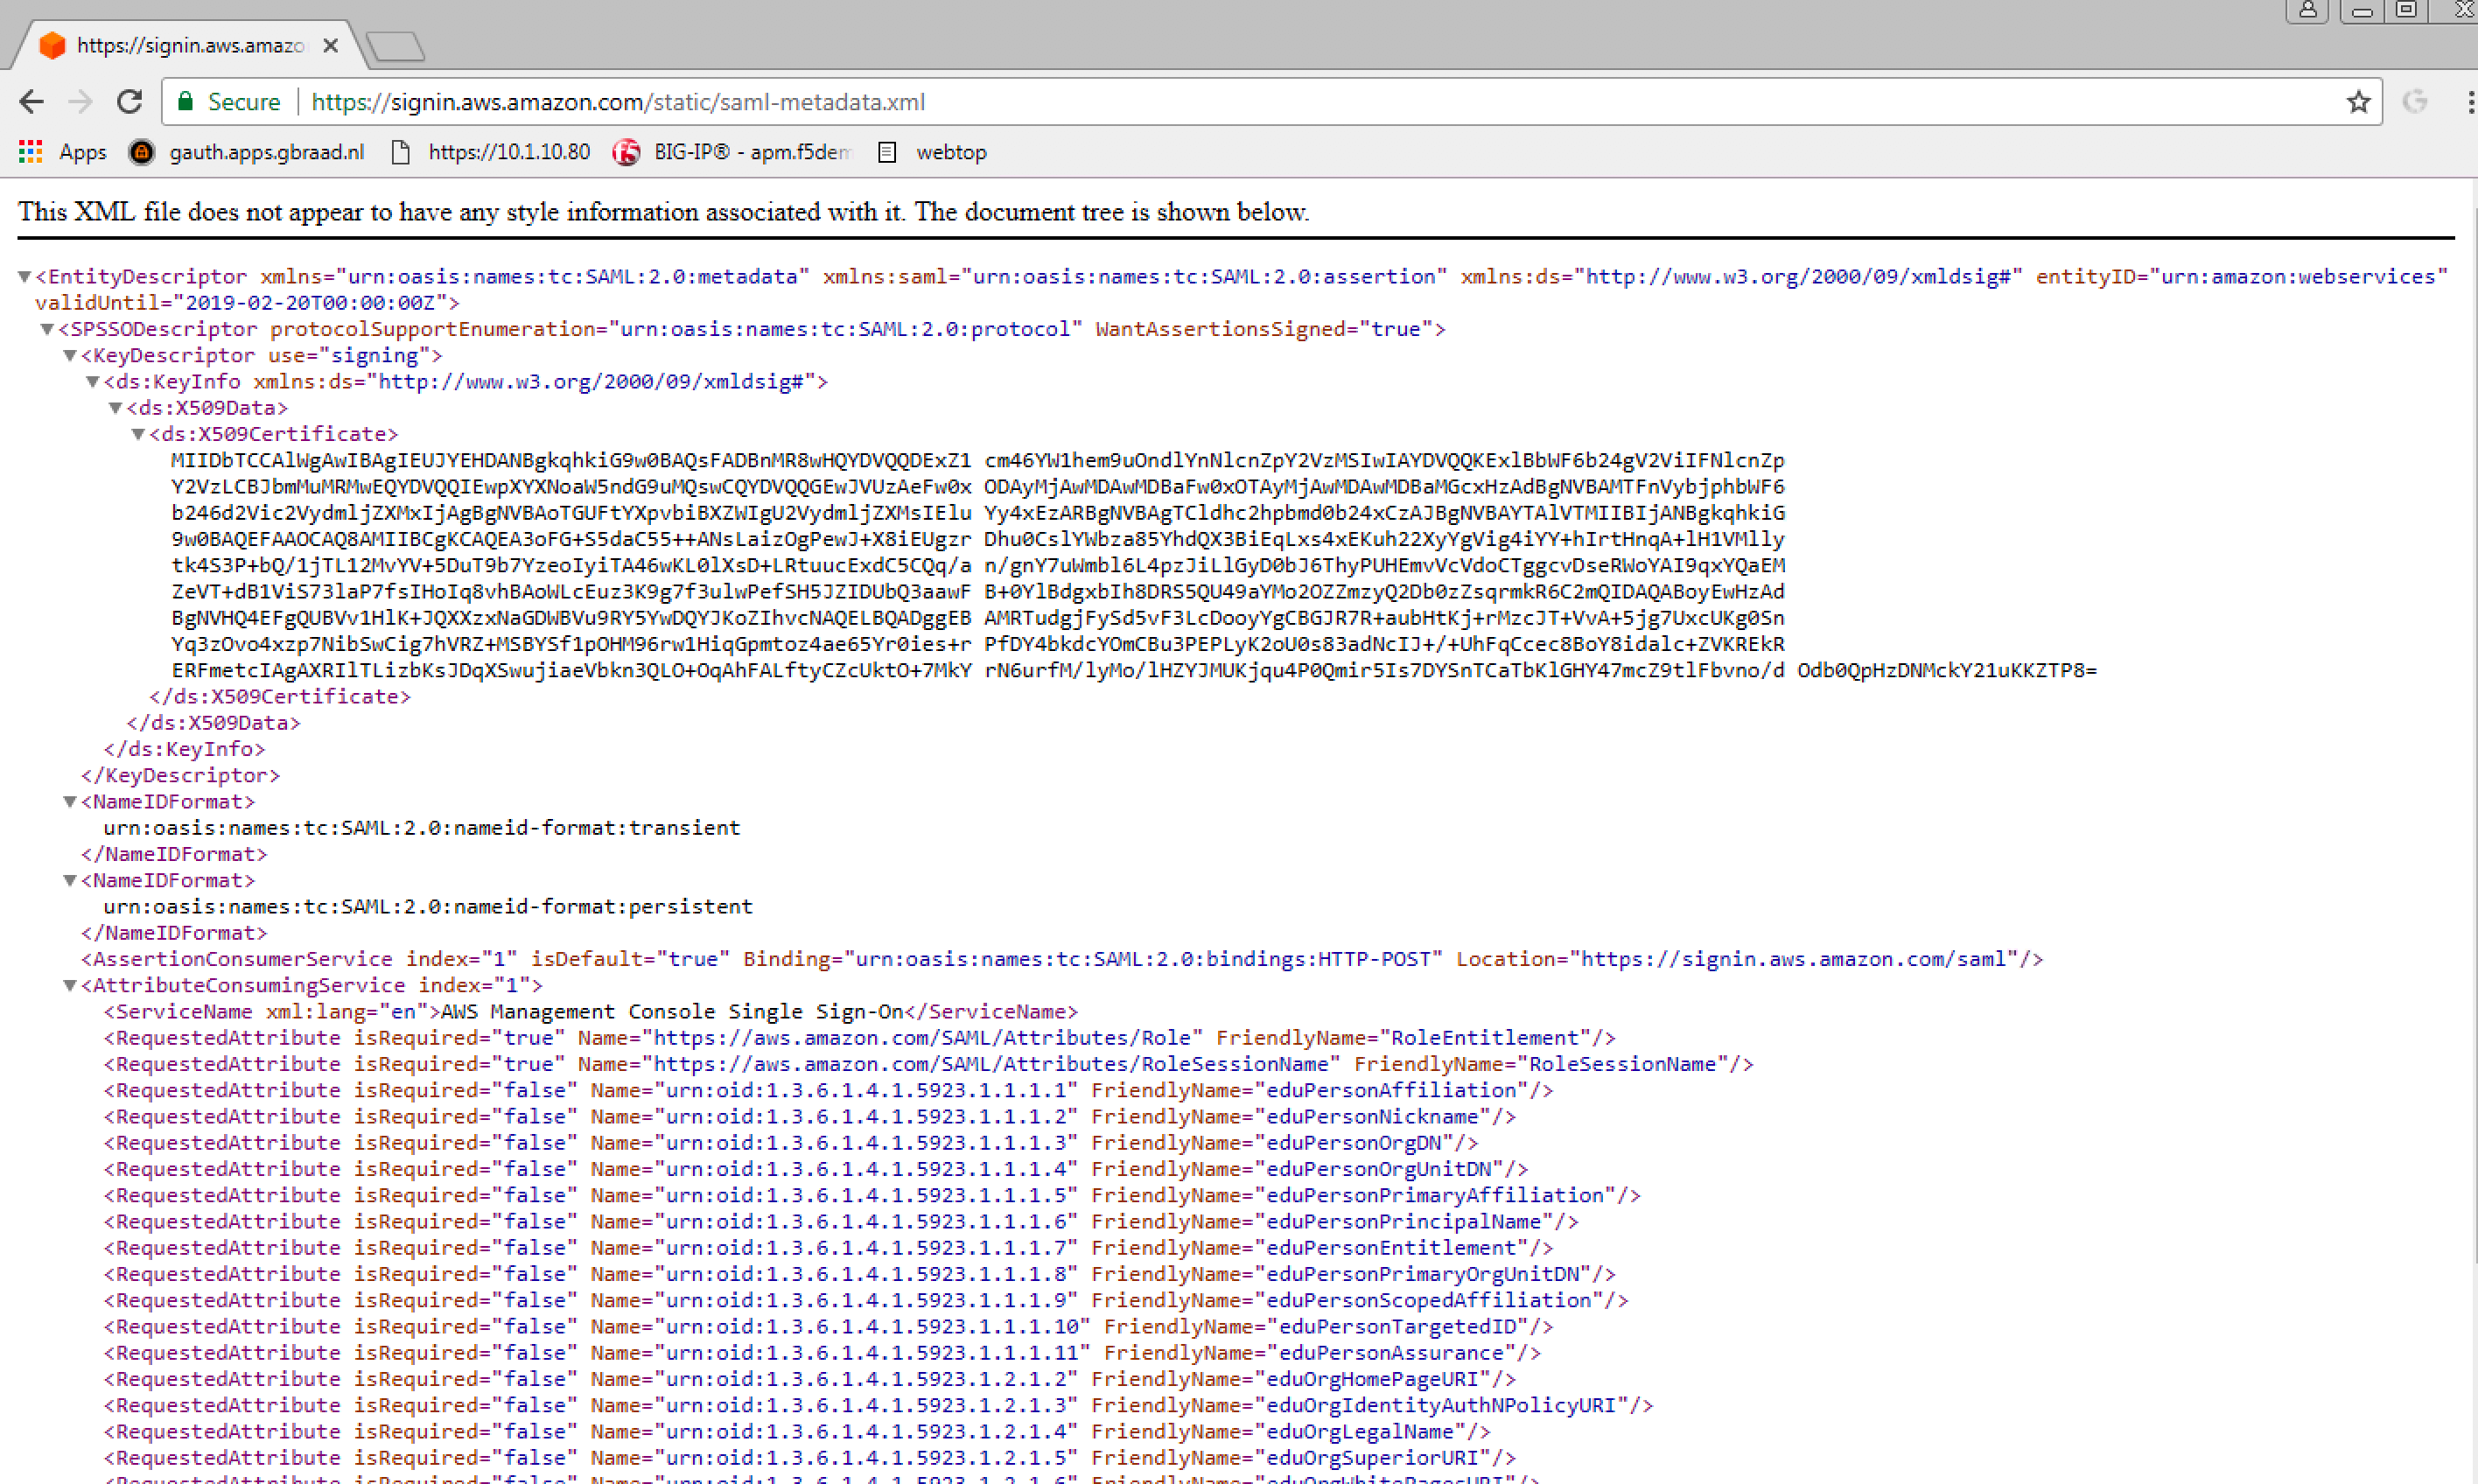 https://signin.aws.amazo
Secure https://signin.aws.amazon.com/static/saml-metadata.xml
Apps gauth.apps.gbraad.nl https://10.1.10.80 BIG-IP® - apm.f5dem webtop
This XML file does not appear to have any style information associated with it. The document tree is shown below.
▼<EntityDescriptor xmlns="urn:oasis:names:tc:SAML:2.0:metadata" xmlns:saml="urn:oasis:names:tc:SAML:2.0:assertion" xmlns:ds="http://www.w3.org/2000/09/xmldsig#" entityID="urn:amazon:webservices"
validUntil="2019-02-20T00:00:00Z">
▼<SPSSODescriptor protocolSupportEnumeration="urn:oasis:names:tc:SAML:2.0:protocol" WantAssertionsSigned="true">
▼<KeyDescriptor use="signing">
▼<ds:KeyInfo xmlns:ds="http://www.w3.org/2000/09/xmldsig#">
▼<ds:X509Data>
▼<ds:X509Certificate>
MIIDbTCCAlWgAwIBAgIEUJYEHDANBgkqhkiG9w0BAQsFADBnMR8wHQYDVQQDExZ1 cm46YW1hem9uOndlYnNlcnZpY2VzMSIwIAYDVQQKExlBbWF6b24gV2ViIFNlcnZp
Y2VzLCBJbmMuMRMwEQYDVQQIEwpXYXNoaW5ndG9uMQswCQYDVQQGEwJVUzAeFw0x ODAyMjAwMDAwMDBaFw0xOTAyMjAwMDAwMDBaMGcxHzAdBgNVBAMTFnVybjphbWF6
b246d2Vic2VydmljZXMxIjAgBgNVBAoTGUFtYXpvbiBXZWIgU2VydmljZXMsIElu Yy4xEzARBgNVBAgTCldhc2hpbmd0b24xCzAJBgNVBAYTAlVTMIIBIjANBgkqhkiG
9w0BAQEFAAOCAQ8AMIIBCgKCAQEA3oFG+S5daC55++ANsLaizOgPewJ+X8iEUgzr Dhu0CslYWbza85YhdQX3BiEqLxs4xEKuh22XyYgVig4iYY+hIrtHnqA+lH1VMlly
tk4S3P+bQ/1jTL12MvYV+5DuT9b7YzeoIyiTA46wKL0lXsD+LRtuucExdC5CQq/a n/gnY7uWmbl6L4pzJiLlGyD0bJ6ThyPUHEmvVcVdoCTggcvDseRWoYAI9qxYQaEM
ZeVT+dB1ViS73laP7fsIHoIq8vhBAoWLcEuz3K9g7f3ulwPefSH5JZIDUbQ3aawF B+0YlBdgxbIh8DRS5QU49aYMo2OZZmzyQ2Db0zZsqrmkR6C2mQIDAQABoyEwHzAd
BgNVHQ4EFgQUBVv1HlK+JQXXzxNaGDWBVu9RY5YwDQYJKoZIhvcNAQELBQADggEB AMRTudgjFySd5vF3LcDooyYgCBGJR7R+aubHtKj+rMzcJT+VvA+5jg7UxcUKg0Sn
Yq3zOvo4xzp7NibSwCig7hVRZ+MSBYSf1pOHM96rw1HiqGpmtoz4ae65Yr0ies+r PfDY4bkdcYOmCBu3PEPLyK2oU0s83adNcIJ+/+UhFqCcec8BoY8idalc+ZVKREkR
ERFmetcIAgAXRIlTLizbKsJDqXSwujiaeVbkn3QLO+OqAhFALftyCZcUktO+7MkY rN6urfM/lyMo/lHZYJMUKjqu4P0Qmir5Is7DYSnTCaTbKlGHY47mcZ9tlFbvno/d Odb0QpHzDNMckY21uKKZTP8=
</ds:X509Certificate>
</ds:X509Data>
</ds:KeyInfo>
</KeyDescriptor>
▼<NameIDFormat>
urn:oasis:names:tc:SAML:2.0:nameid-format:transient
</NameIDFormat>
▼<NameIDFormat>
urn:oasis:names:tc:SAML:2.0:nameid-format:persistent
</NameIDFormat>
<AssertionConsumerService index="1" isDefault="true" Binding="urn:oasis:names:tc:SAML:2.0:bindings:HTTP-POST" Location="https://signin.aws.amazon.com/saml"/>
▼<AttributeConsumingService index="1">
<ServiceName xml:lang="en">AWS Management Console Single Sign-On</ServiceName>
<RequestedAttribute isRequired="true" Name="https://aws.amazon.com/SAML/Attributes/Role" FriendlyName="RoleEntitlement"/>
<RequestedAttribute isRequired="true" Name="https://aws.amazon.com/SAML/Attributes/RoleSessionName" FriendlyName="RoleSessionName"/>
<RequestedAttribute isRequired="false" Name="urn:oid:1.3.6.1.4.1.5923.1.1.1.1" FriendlyName="eduPersonAffiliation"/>
<RequestedAttribute isRequired="false" Name="urn:oid:1.3.6.1.4.1.5923.1.1.1.2" FriendlyName="eduPersonNickname"/>
<RequestedAttribute isRequired="false" Name="urn:oid:1.3.6.1.4.1.5923.1.1.1.3" FriendlyName="eduPersonOrgDN"/>
<RequestedAttribute isRequired="false" Name="urn:oid:1.3.6.1.4.1.5923.1.1.1.4" FriendlyName="eduPersonOrgUnitDN"/>
<RequestedAttribute isRequired="false" Name="urn:oid:1.3.6.1.4.1.5923.1.1.1.5" FriendlyName="eduPersonPrimaryAffiliation"/>
<RequestedAttribute isRequired="false" Name="urn:oid:1.3.6.1.4.1.5923.1.1.1.6" FriendlyName="eduPersonPrincipalName"/>
<RequestedAttribute isRequired="false" Name="urn:oid:1.3.6.1.4.1.5923.1.1.1.7" FriendlyName="eduPersonEntitlement"/>
<RequestedAttribute isRequired="false" Name="urn:oid:1.3.6.1.4.1.5923.1.1.1.8" FriendlyName="eduPersonPrimaryOrgUnitDN"/>
<RequestedAttribute isRequired="false" Name="urn:oid:1.3.6.1.4.1.5923.1.1.1.9" FriendlyName="eduPersonScopedAffiliation"/>
<RequestedAttribute isRequired="false" Name="urn:oid:1.3.6.1.4.1.5923.1.1.1.10" FriendlyName="eduPersonTargetedID"/>
<RequestedAttribute isRequired="false" Name="urn:oid:1.3.6.1.4.1.5923.1.1.1.11" FriendlyName="eduPersonAssurance"/>
<RequestedAttribute isRequired="false" Name="urn:oid:1.3.6.1.4.1.5923.1.2.1.2" FriendlyName="eduOrgHomePageURI"/>
<RequestedAttribute isRequired="false" Name="urn:oid:1.3.6.1.4.1.5923.1.2.1.3" FriendlyName="eduOrgIdentityAuthNPolicyURI"/>
<RequestedAttribute isRequired="false" Name="urn:oid:1.3.6.1.4.1.5923.1.2.1.4" FriendlyName="eduOrgLegalName"/>
<RequestedAttribute isRequired="false" Name="urn:oid:1.3.6.1.4.1.5923.1.2.1.5" FriendlyName="eduOrgSuperiorURI"/>
<RequestedAttribute isRequired="false" Name="urn:oid:1.3.6.1.4.1.5923.1.2.1.6" FriendlyName="eduOrgWhitePagesURI"/>